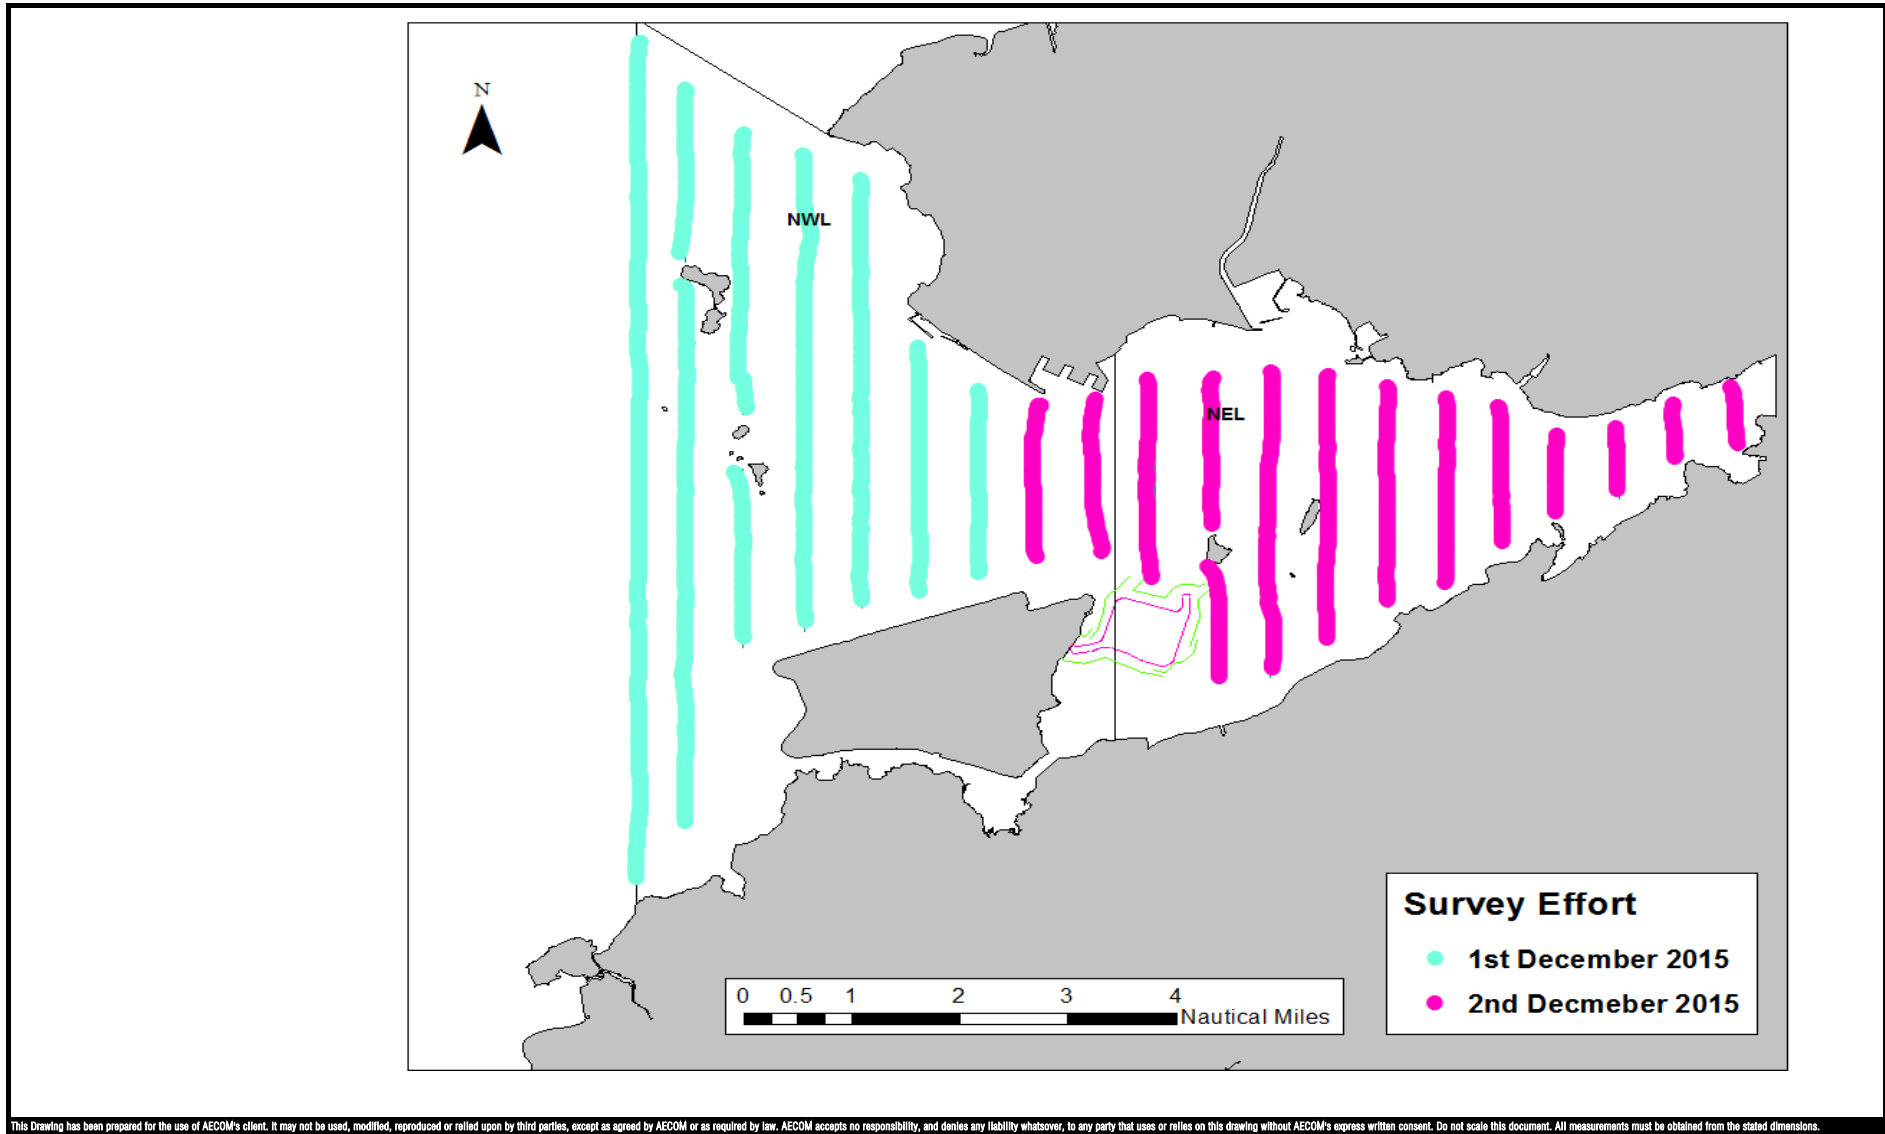 N
NWL
NEL
Survey Effort
1st December 2015
2nd Decmeber 2015
0 0.5 1 2 3 4
Nautical Miles
This Drawing has been prepared for the use of AECOM's client. It may not be used, modified, reproduced or relied upon by third parties, except as agreed by AECOM or as required by law. AECOM accepts no responsibility, and denies any liability whatsover, to any party that uses or relies on this drawing without AECOM's express written consent. Do not scale this document. All measurements must be obtained from the stated dimensions.